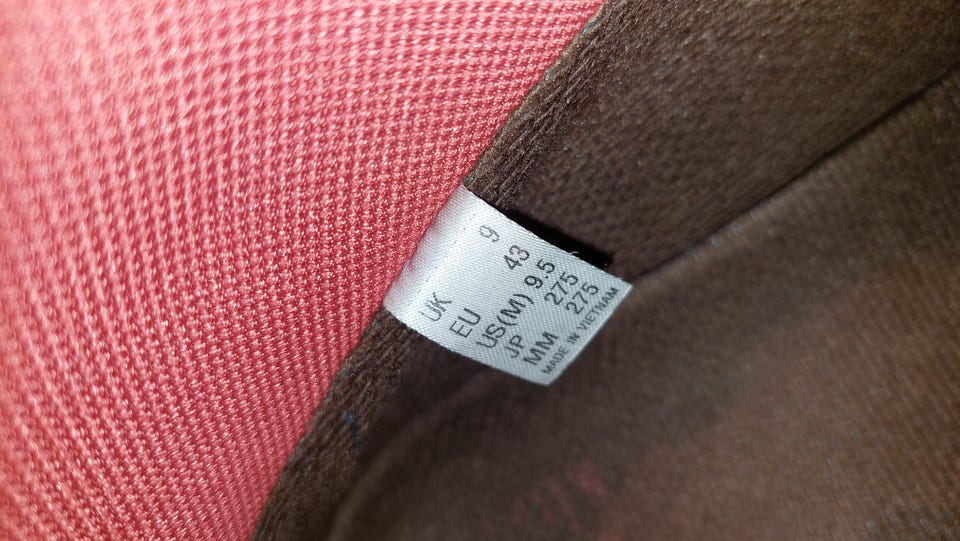 UK 9
EU 43
US(M) 9.5
JP 275
MM 275
MADE IN VIETNAM